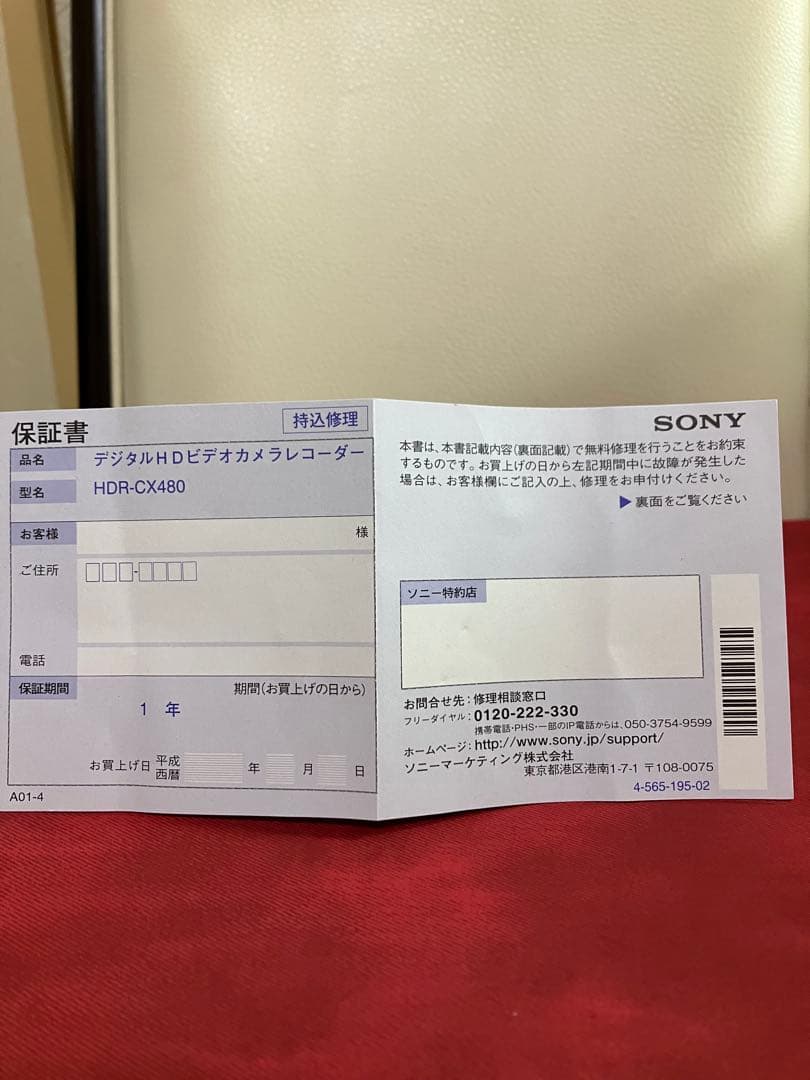 保証書
持込修理
品名
デジタルHDビデオカメラレコーダー
型名
HDR-CX480
お客様
様
ご住所
□□□-□□□□
電話
保証期間
期間(お買上げの日から)
1 年
お買上げ日 平成 西暦 年 月 日
A01-4
SONY
本書は、本書記載内容(裏面記載)で無料修理を行うことをお約束
するものです。お買上げの日から左記期間中に故障が発生した
場合は、お客様欄にご記入の上、修理をお申付けください。
▶裏面をご覧ください
ソニー特約店
お問合せ先:修理相談窓口
フリーダイヤル:0120-222-330
携帯電話・PHS・一部のIP電話からは、050-3754-9599
ホームページ:http://www.sony.jp/support/
ソニーマーケティング株式会社
東京都港区港南1-7-1 〒108-0075
4-565-195-02